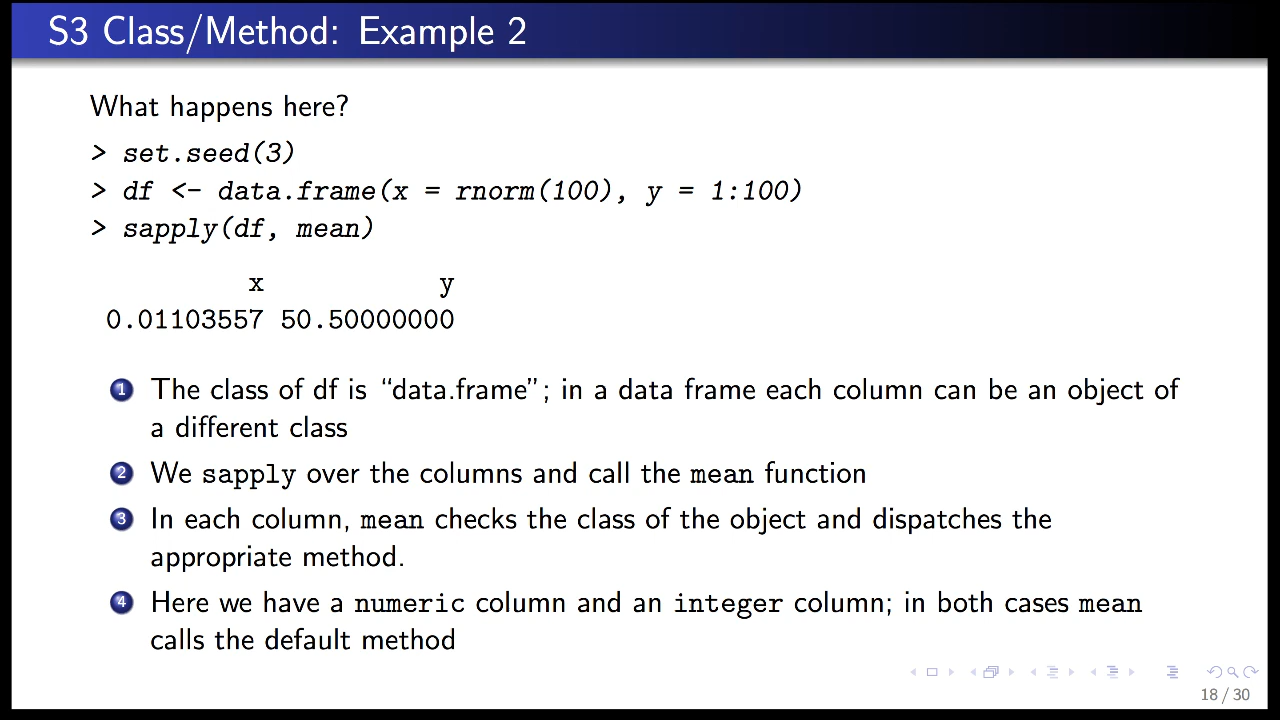 S3 Class/Method: Example 2
What happens here?
> set.seed(3)
> df <- data.frame(x = rnorm(100), y = 1:100)
> sapply(df, mean)
x y
0.01103557 50.50000000
1 The class of df is “data.frame”; in a data frame each column can be an object of
a different class
2 We sapply over the columns and call the mean function
3 In each column, mean checks the class of the object and dispatches the
appropriate method.
4 Here we have a numeric column and an integer column; in both cases mean
calls the default method
18 / 30